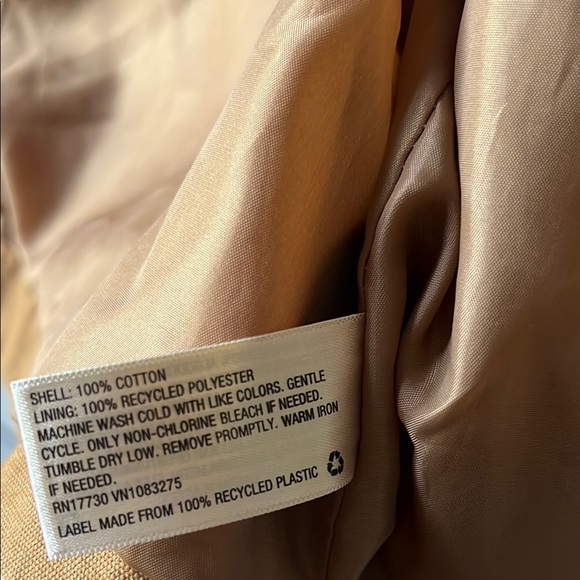 SHELL: 100% COTTON
LINING: 100% RECYCLED POLYESTER
MACHINE WASH COLD WITH LIKE COLORS. GENTLE
CYCLE. ONLY NON-CHLORINE BLEACH IF NEEDED.
TUMBLE DRY LOW. REMOVE PROMPTLY. WARM IRON
IF NEEDED.
RN17730 VN1083275
LABEL MADE FROM 100% RECYCLED PLASTIC